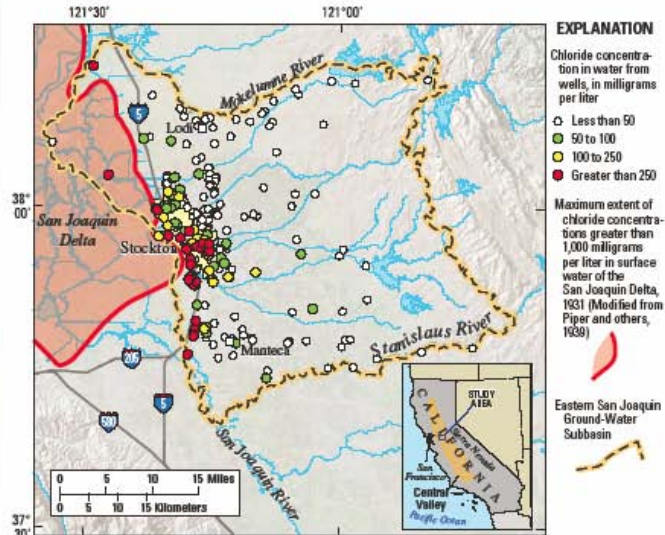 121°30'
121°00'
EXPLANATION
Chloride concentra-
tion in water from
wells, in milligrams
per liter
Less than 50
50 to 100
100 to 250
Greater than 250
Maximum extent of
chloride concentra-
tions greater than
1,000 milligrams
per liter in surface
water of the
San Joaquin Delta,
1931 (Modified from
Piper and others,
1939)
Eastern San Joaquin
Ground-Water
Subbasin
5
Mokelumne River
Lodi
38°
00'
San Joaquin
Delta
Stockton
Stanislaus River
Manteca
205
5
580
San Joaquin River
0 5 10 15 Miles
0 5 10 15 Kilometers
CALIFORNIA
STUDY
AREA
Sierra Nevada
San
Francisco
Central
Valley
Pacific Ocean
37°
30'